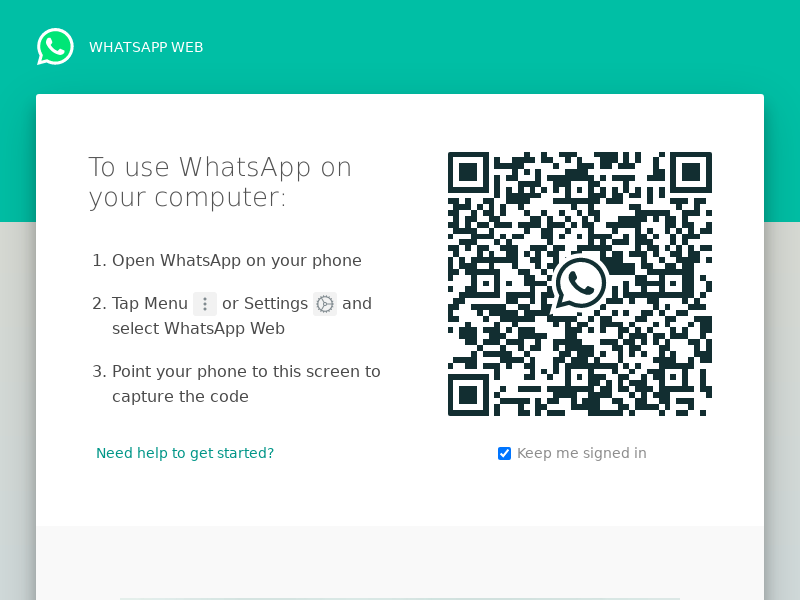 WHATSAPP WEB
To use WhatsApp on
your computer:
1. Open WhatsApp on your phone
2. Tap Menu or Settings and
select WhatsApp Web
3. Point your phone to this screen to
capture the code
Need help to get started?
Keep me signed in